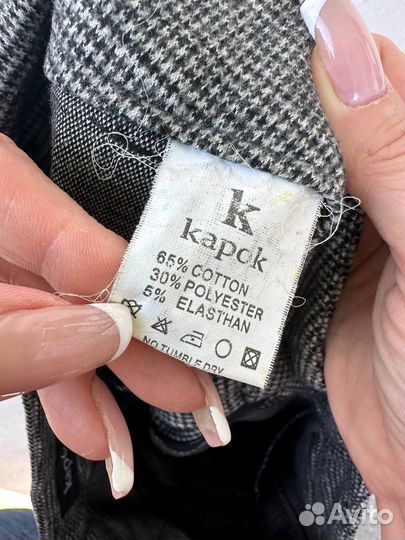 k
kapok
65% COTTON
30% POLYESTER
5% ELASTHAN
NO TUMBLE DRY
Avito